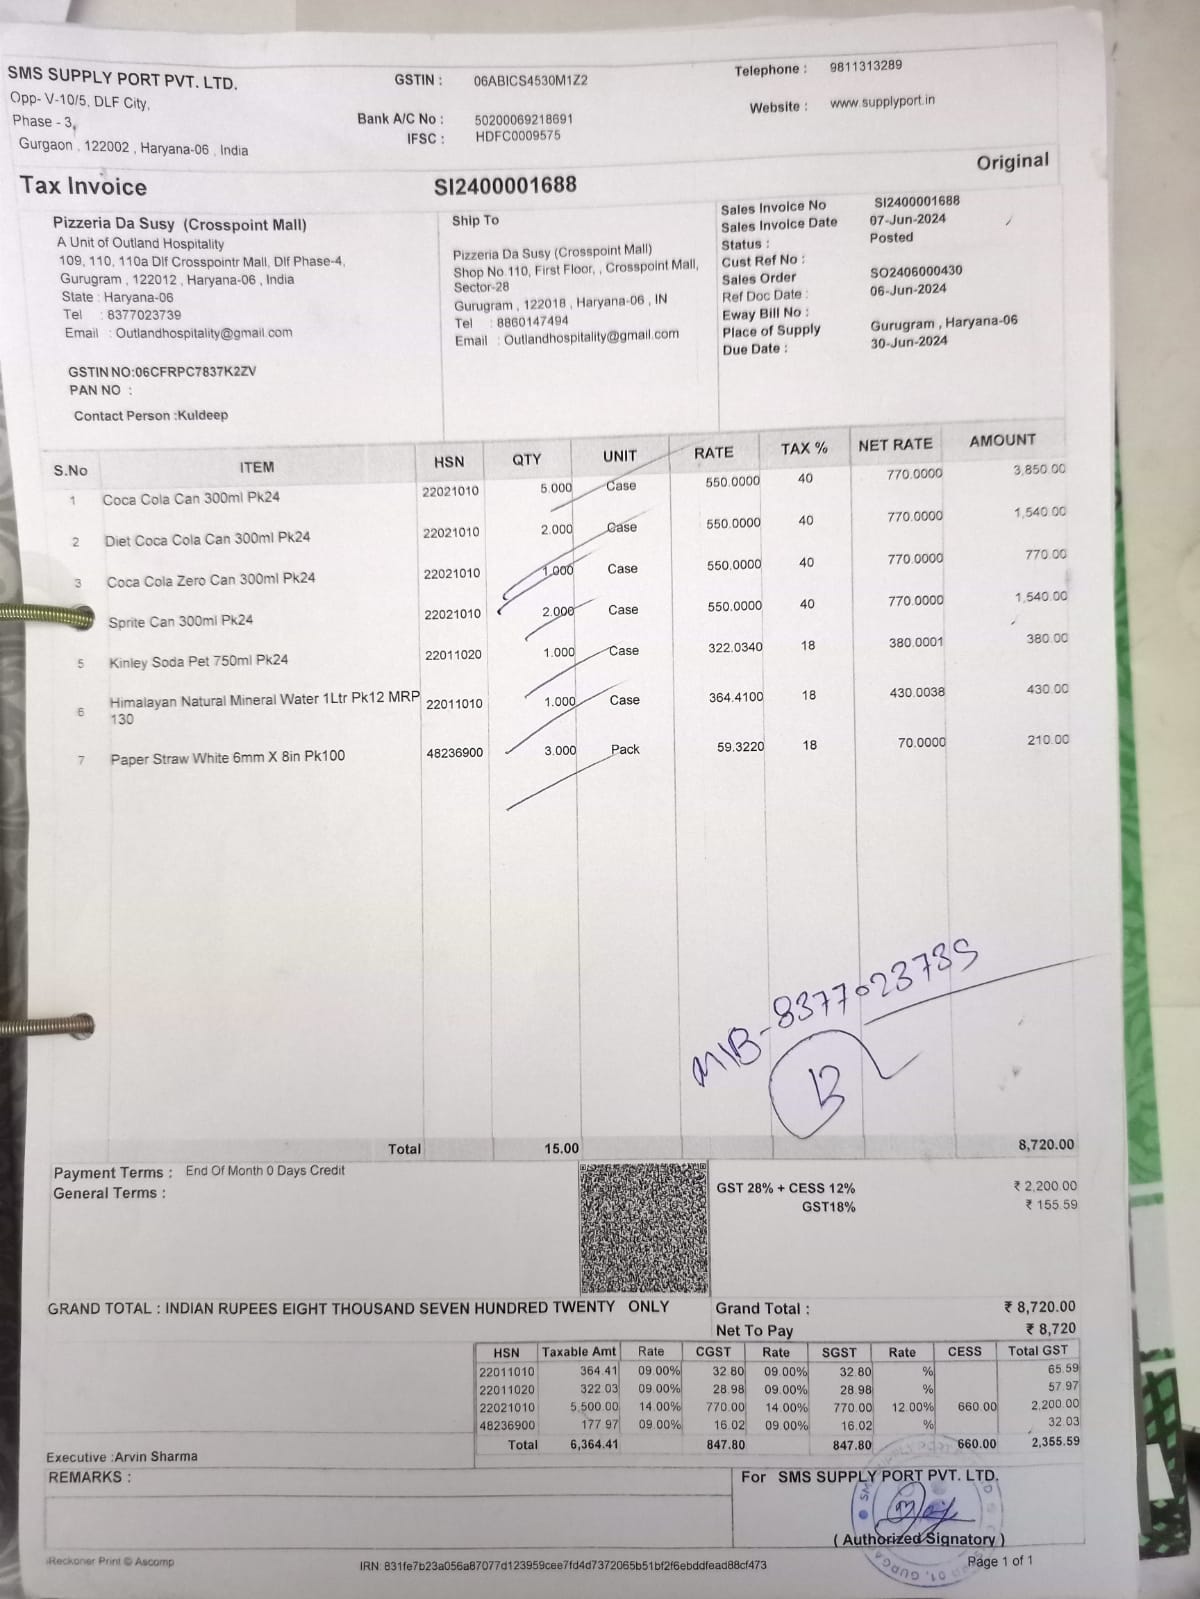 SMS SUPPLY PORT PVT. LTD.
Opp- V-10/5, DLF City,
Phase - 3,
Gurgaon , 122002 , Haryana-06 , India
GSTIN : 06ABICS4530M1Z2
Bank A/C No : 50200069218691
IFSC : HDFC0009575
Telephone : 9811313289
Website : www.supplyport.in
Original
Tax Invoice SI2400001688
Pizzeria Da Susy (Crosspoint Mall)
A Unit of Outland Hospitality
109, 110, 110a Dlf Crosspointr Mall, Dlf Phase-4,
Gurugram , 122012 , Haryana-06 , India
State : Haryana-06
Tel : 8377023739
Email : Outlandhospitality@gmail.com
GSTIN NO:06CFRPC7837K2ZV
PAN NO :
Contact Person :Kuldeep
Ship To
Pizzeria Da Susy (Crosspoint Mall)
Shop No 110, First Floor, , Crosspoint Mall,
Sector-28
Gurugram , 122018 , Haryana-06 , IN
Tel : 8860147494
Email : Outlandhospitality@gmail.com
Sales Invoice No SI2400001688
Sales Invoice Date 07-Jun-2024
Status : Posted
Cust Ref No :
Sales Order SO2406000430
Ref Doc Date : 06-Jun-2024
Eway Bill No :
Place of Supply Gurugram , Haryana-06
Due Date : 30-Jun-2024
S.No ITEM HSN QTY UNIT RATE TAX % NET RATE AMOUNT
1 Coca Cola Can 300ml Pk24 22021010 5.000 Case 550.0000 40 770.0000 3,850.00
2 Diet Coca Cola Can 300ml Pk24 22021010 2.000 Case 550.0000 40 770.0000 1,540.00
3 Coca Cola Zero Can 300ml Pk24 22021010 1.000 Case 550.0000 40 770.0000 770.00
Sprite Can 300ml Pk24 22021010 2.000 Case 550.0000 40 770.0000 1,540.00
5 Kinley Soda Pet 750ml Pk24 22011020 1.000 Case 322.0340 18 380.0001 380.00
6 Himalayan Natural Mineral Water 1Ltr Pk12 MRP 22011010 1.000 Case 364.4100 18 430.0038 430.00
130
7 Paper Straw White 6mm X 8in Pk100 48236900 3.000 Pack 59.3220 18 70.0000 210.00
MIB-8377023739
Total 15.00 8,720.00
Payment Terms : End Of Month 0 Days Credit
General Terms :
GST 28% + CESS 12% ₹ 2,200.00
GST18% ₹ 155.59
GRAND TOTAL : INDIAN RUPEES EIGHT THOUSAND SEVEN HUNDRED TWENTY ONLY
Grand Total : ₹ 8,720.00
Net To Pay ₹ 8,720
HSN Taxable Amt Rate CGST Rate SGST Rate CESS Total GST
22011010 364.41 09.00% 32.80 09.00% 32.80 % 65.59
22011020 322.03 09.00% 28.98 09.00% 28.98 % 57.97
22021010 5,500.00 14.00% 770.00 14.00% 770.00 12.00% 660.00 2,200.00
48236900 177.97 09.00% 16.02 09.00% 16.02 % 32.03
Total 6,364.41 847.80 847.80 660.00 2,355.59
Executive :Arvin Sharma
REMARKS :
For SMS SUPPLY PORT PVT. LTD.
( Authorized Signatory )
iReckoner Print © Ascomp
IRN 831fe7b23a056a87077d123959cee7fd4d7372065b51bf2f6ebddfead88cf473
Page 1 of 1